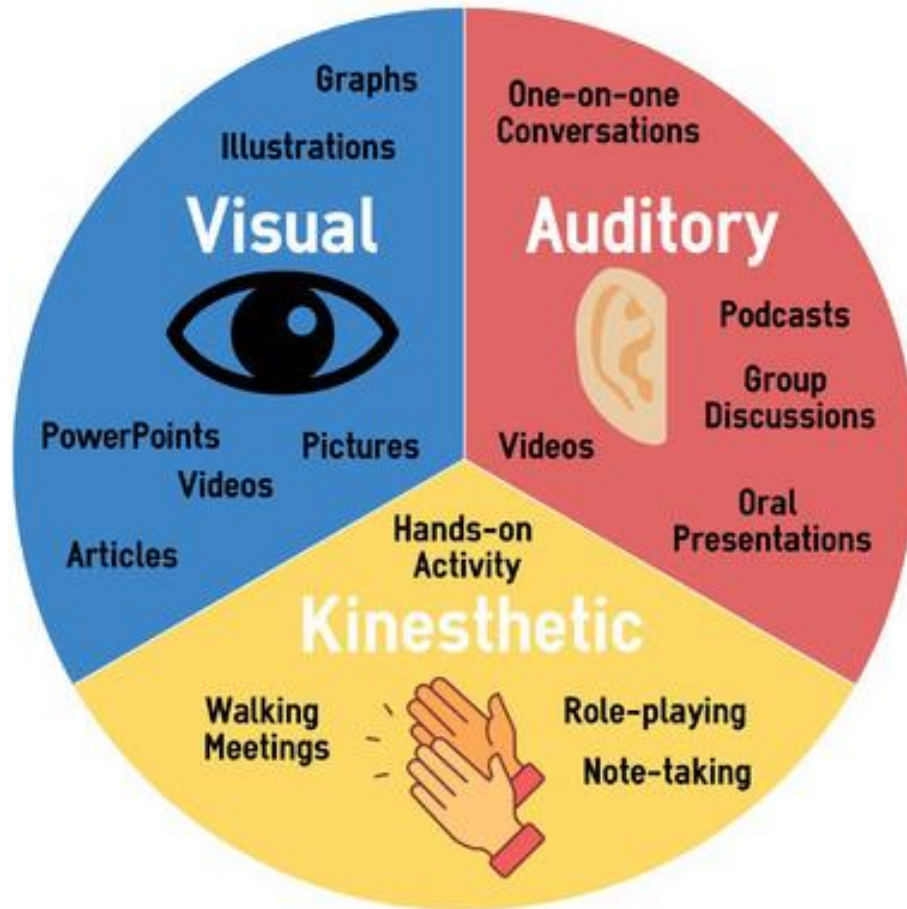 Graphs
Illustrations
Visual
PowerPoints
Pictures
Videos
Articles
One-on-one
Conversations
Auditory
Podcasts
Group
Discussions
Videos
Oral
Presentations
Hands-on
Activity
Kinesthetic
Walking
Meetings
Role-playing
Note-taking